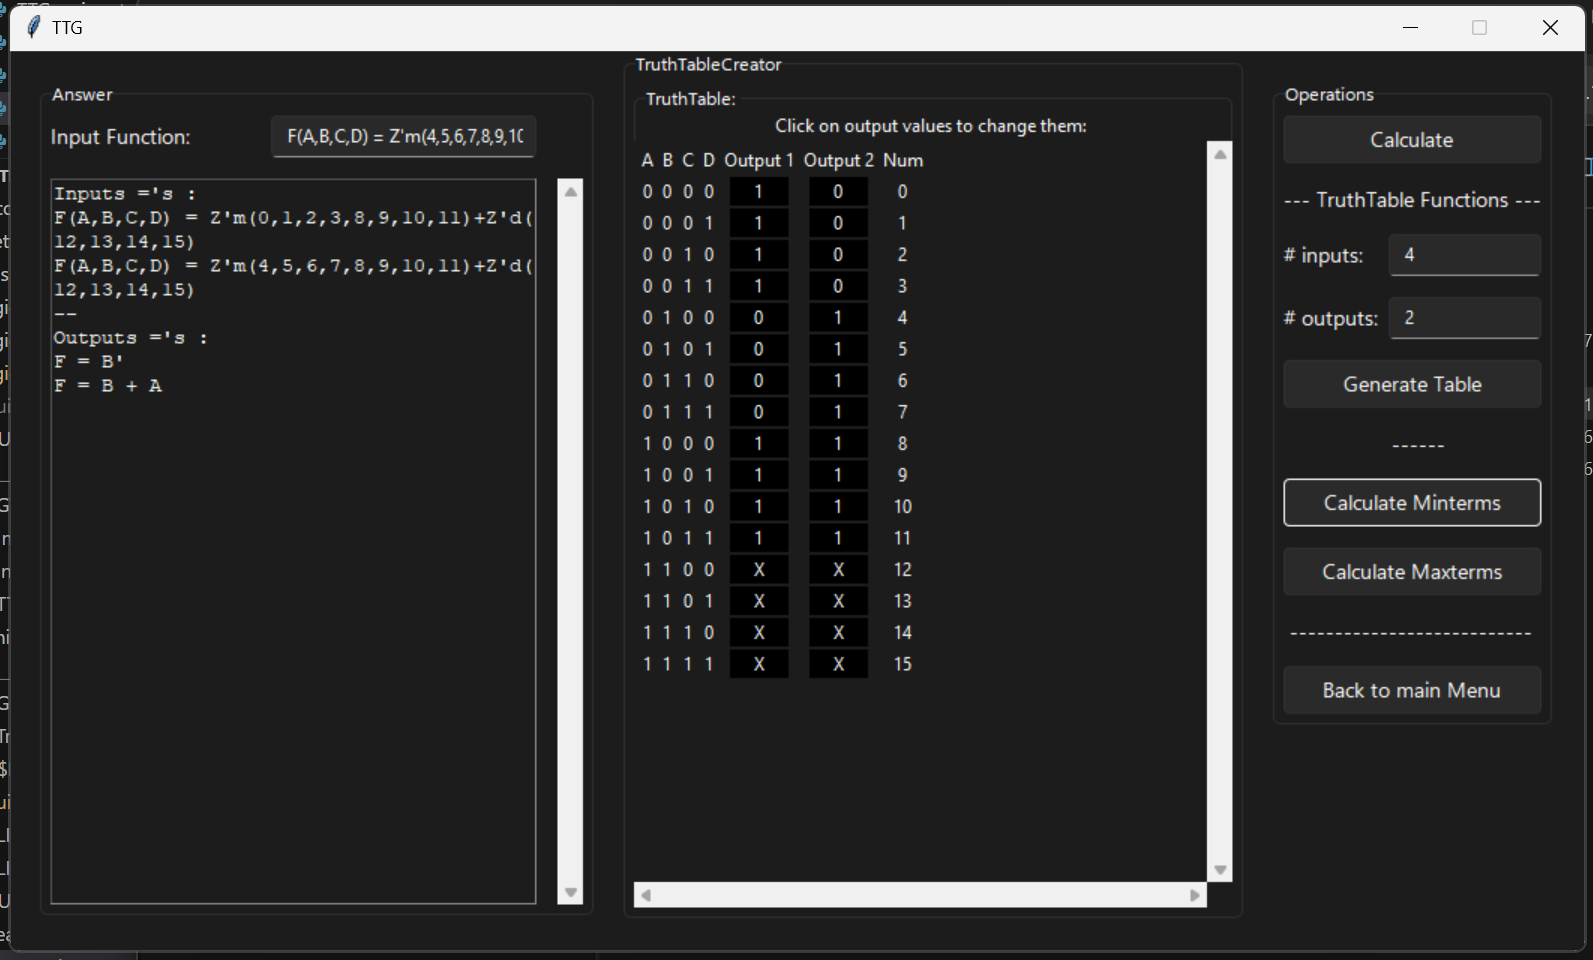 TTG
Answer
Input Function:
F(A,B,C,D) = Z'm(4,5,6,7,8,9,10
Inputs ='s :
F(A,B,C,D) = Z'm(0,1,2,3,8,9,10,11)+Z'd(
12,13,14,15)
F(A,B,C,D) = Z'm(4,5,6,7,8,9,10,11)+Z'd(
12,13,14,15)
--
Outputs ='s :
F = B'
F = B + A
TruthTableCreator
TruthTable:
Click on output values to change them:
A B C D Output 1 Output 2 Num
0 0 0 0 1 0 0
0 0 0 1 1 0 1
0 0 1 0 1 0 2
0 0 1 1 1 0 3
0 1 0 0 0 1 4
0 1 0 1 0 1 5
0 1 1 0 0 1 6
0 1 1 1 0 1 7
1 0 0 0 1 1 8
1 0 0 1 1 1 9
1 0 1 0 1 1 10
1 0 1 1 1 1 11
1 1 0 0 X X 12
1 1 0 1 X X 13
1 1 1 0 X X 14
1 1 1 1 X X 15
Operations
Calculate
--- TruthTable Functions ---
# inputs: 4
# outputs: 2
Generate Table
------
Calculate Minterms
Calculate Maxterms
---------------------------
Back to main Menu